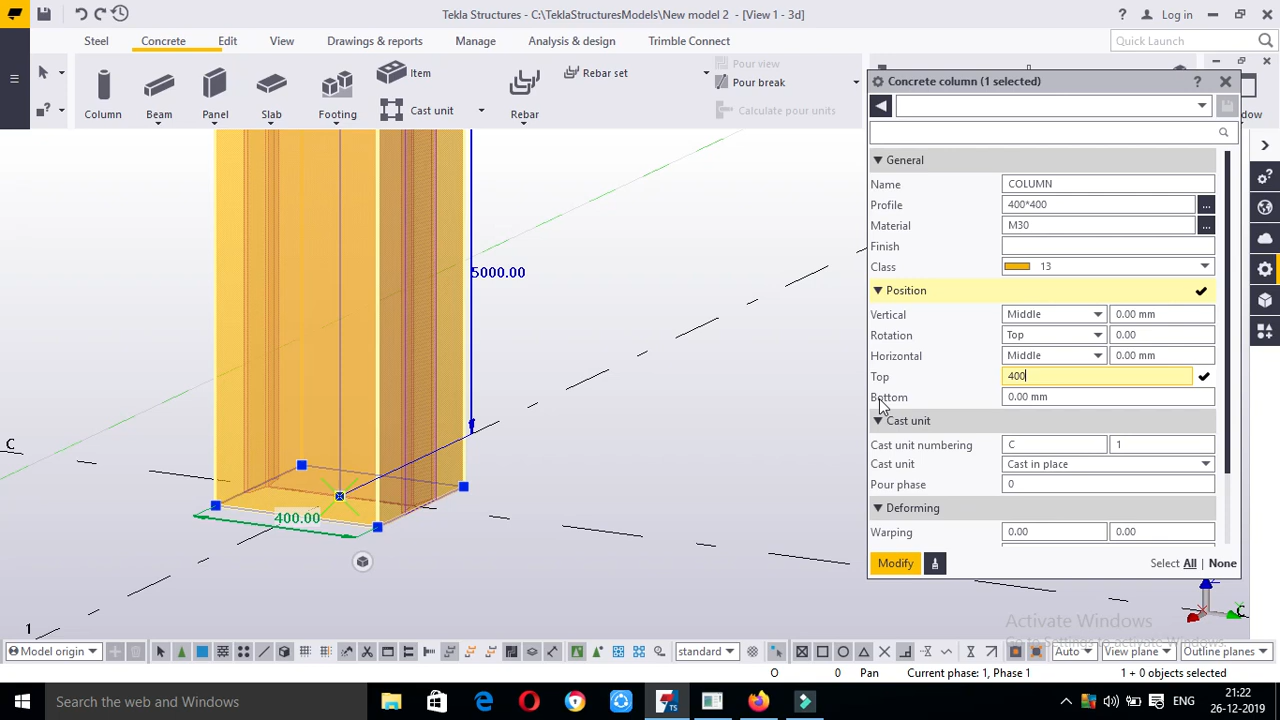 Tekla Structures - C:\TeklaStructuresModels\New model 2 - [View 1 - 3d]
? Log in
Steel Concrete Edit View Drawings & reports Manage Analysis & design Trimble Connect
Quick Launch
Column Beam Panel Slab Footing
Item
Cast unit
Rebar
Rebar set
Pour view
Pour break
Calculate pour units
dow
Concrete column (1 selected) ?
General
Name COLUMN
Profile 400*400 ...
Material M30 ...
Finish
Class 13
Position
Vertical Middle 0.00 mm
Rotation Top 0.00
Horizontal Middle 0.00 mm
Top 400
Bottom 0.00 mm
Cast unit
Cast unit numbering C 1
Cast unit Cast in place
Pour phase 0
Deforming
Warping 0.00 0.00
Modify Select All | None
5000.00
400.00
C
1
Z
C
Activate Windows
Go to Settings to activate Windows.
Model origin standard Auto View plane Outline planes
O 0 Pan Current phase: 1, Phase 1 1 + 0 objects selected
Search the web and Windows
ENG
21:22
26-12-2019